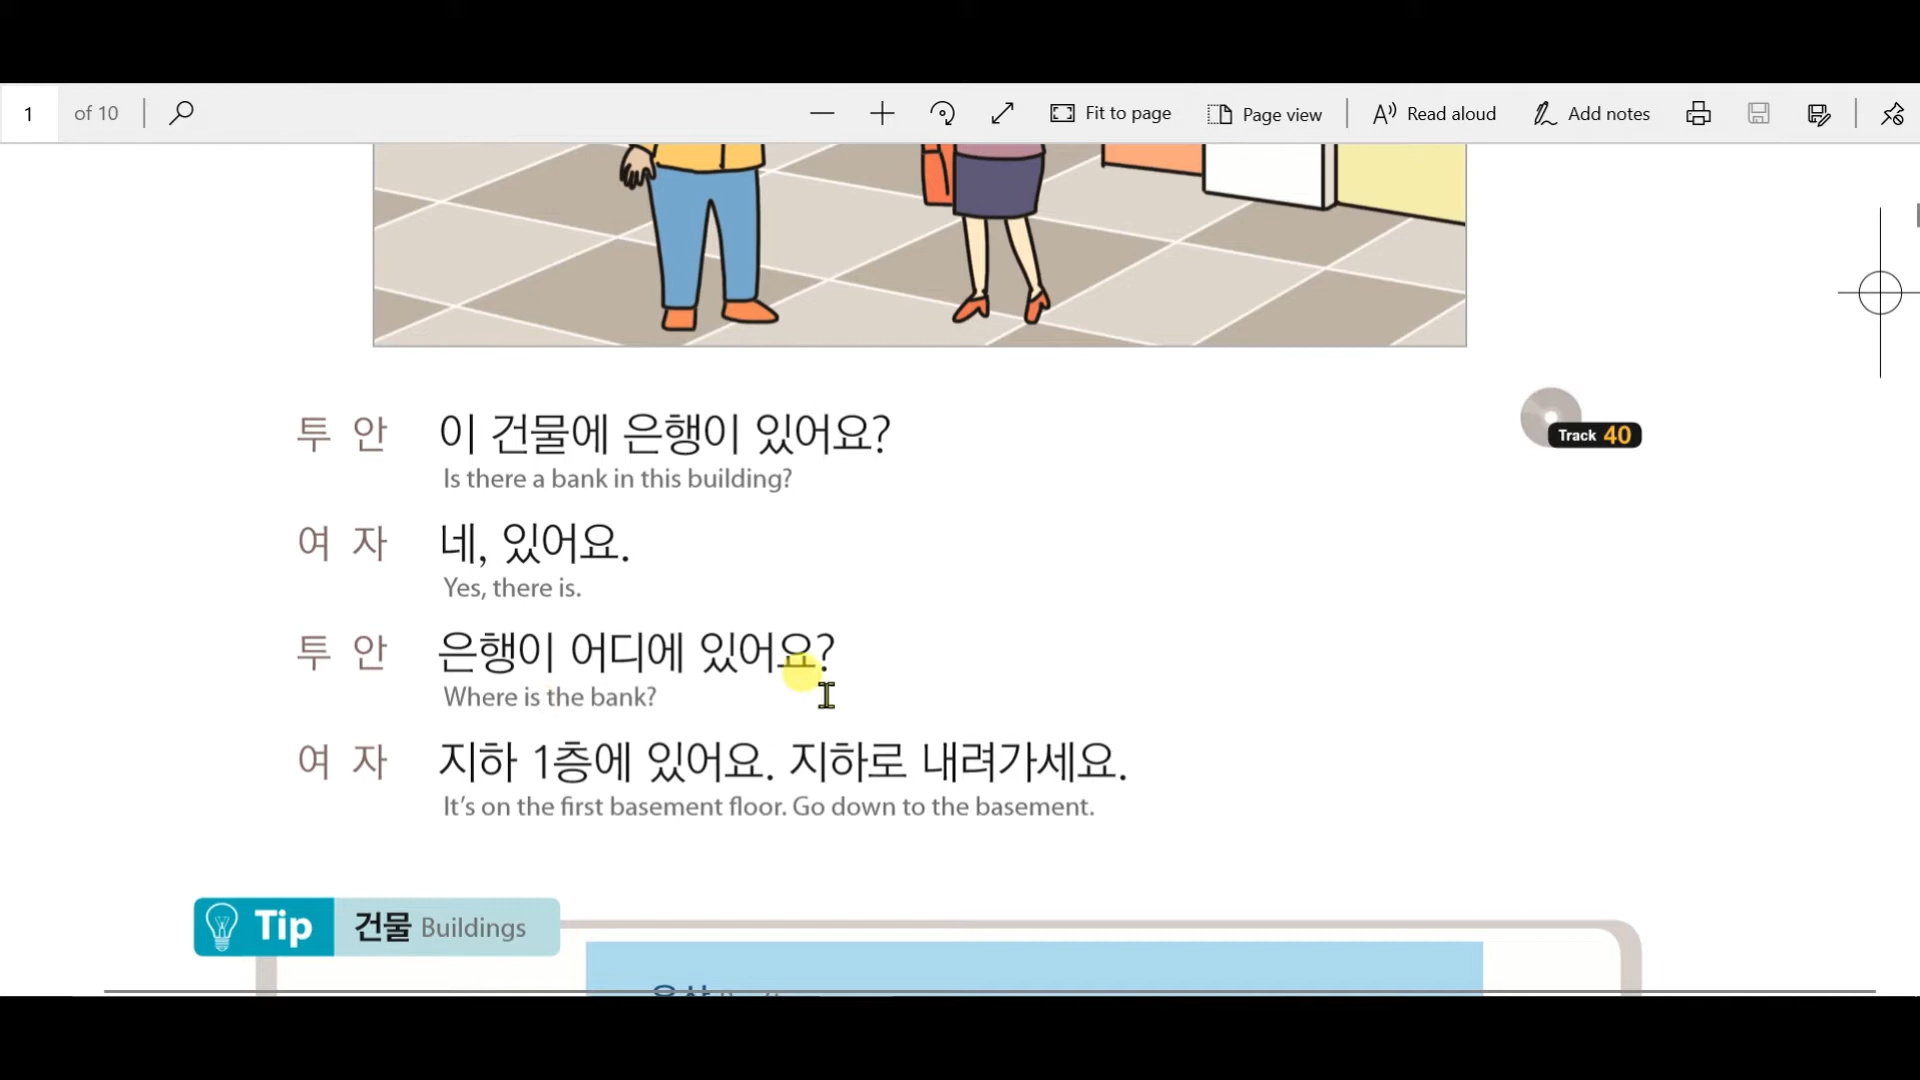 1 of 10 Fit to page Page view Read aloud Add notes
투 안 이 건물에 은행이 있어요?
Is there a bank in this building?
Track 40
여 자 네, 있어요.
Yes, there is.
투 안 은행이 어디에 있어요?
Where is the bank?
여 자 지하 1층에 있어요. 지하로 내려가세요.
It's on the first basement floor. Go down to the basement.
Tip 건물 Buildings